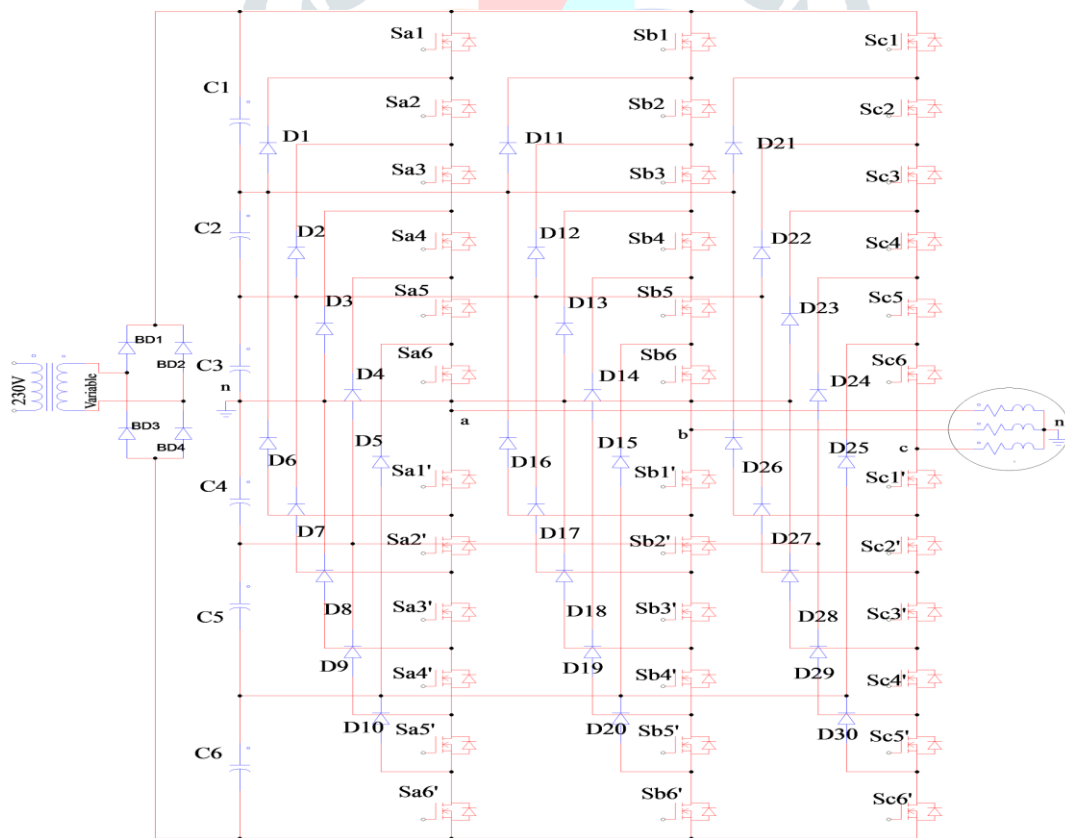 Sa1 Sb1 Sc1
C1 Sa2 Sb2 Sc2
D1 D11 D21
Sa3 Sb3 Sc3
C2 D2 Sa4 D12 Sb4 D22 Sc4
D3 Sa5 D13 Sb5 D23 Sc5
BD1 BD2 C3 D4 Sa6 D14 Sb6 D24 Sc6
230V Variable n a b c n
BD3 BD4 D5 D15 D25
D6 Sa1' D16 Sb1' D26 Sc1'
C4 D7 Sa2' D17 Sb2' D27 Sc2'
C5 D8 Sa3' D18 Sb3' D28 Sc3'
D9 Sa4' D19 Sb4' D29 Sc4'
C6 D10 Sa5' D20 Sb5' D30 Sc5'
Sa6' Sb6' Sc6'